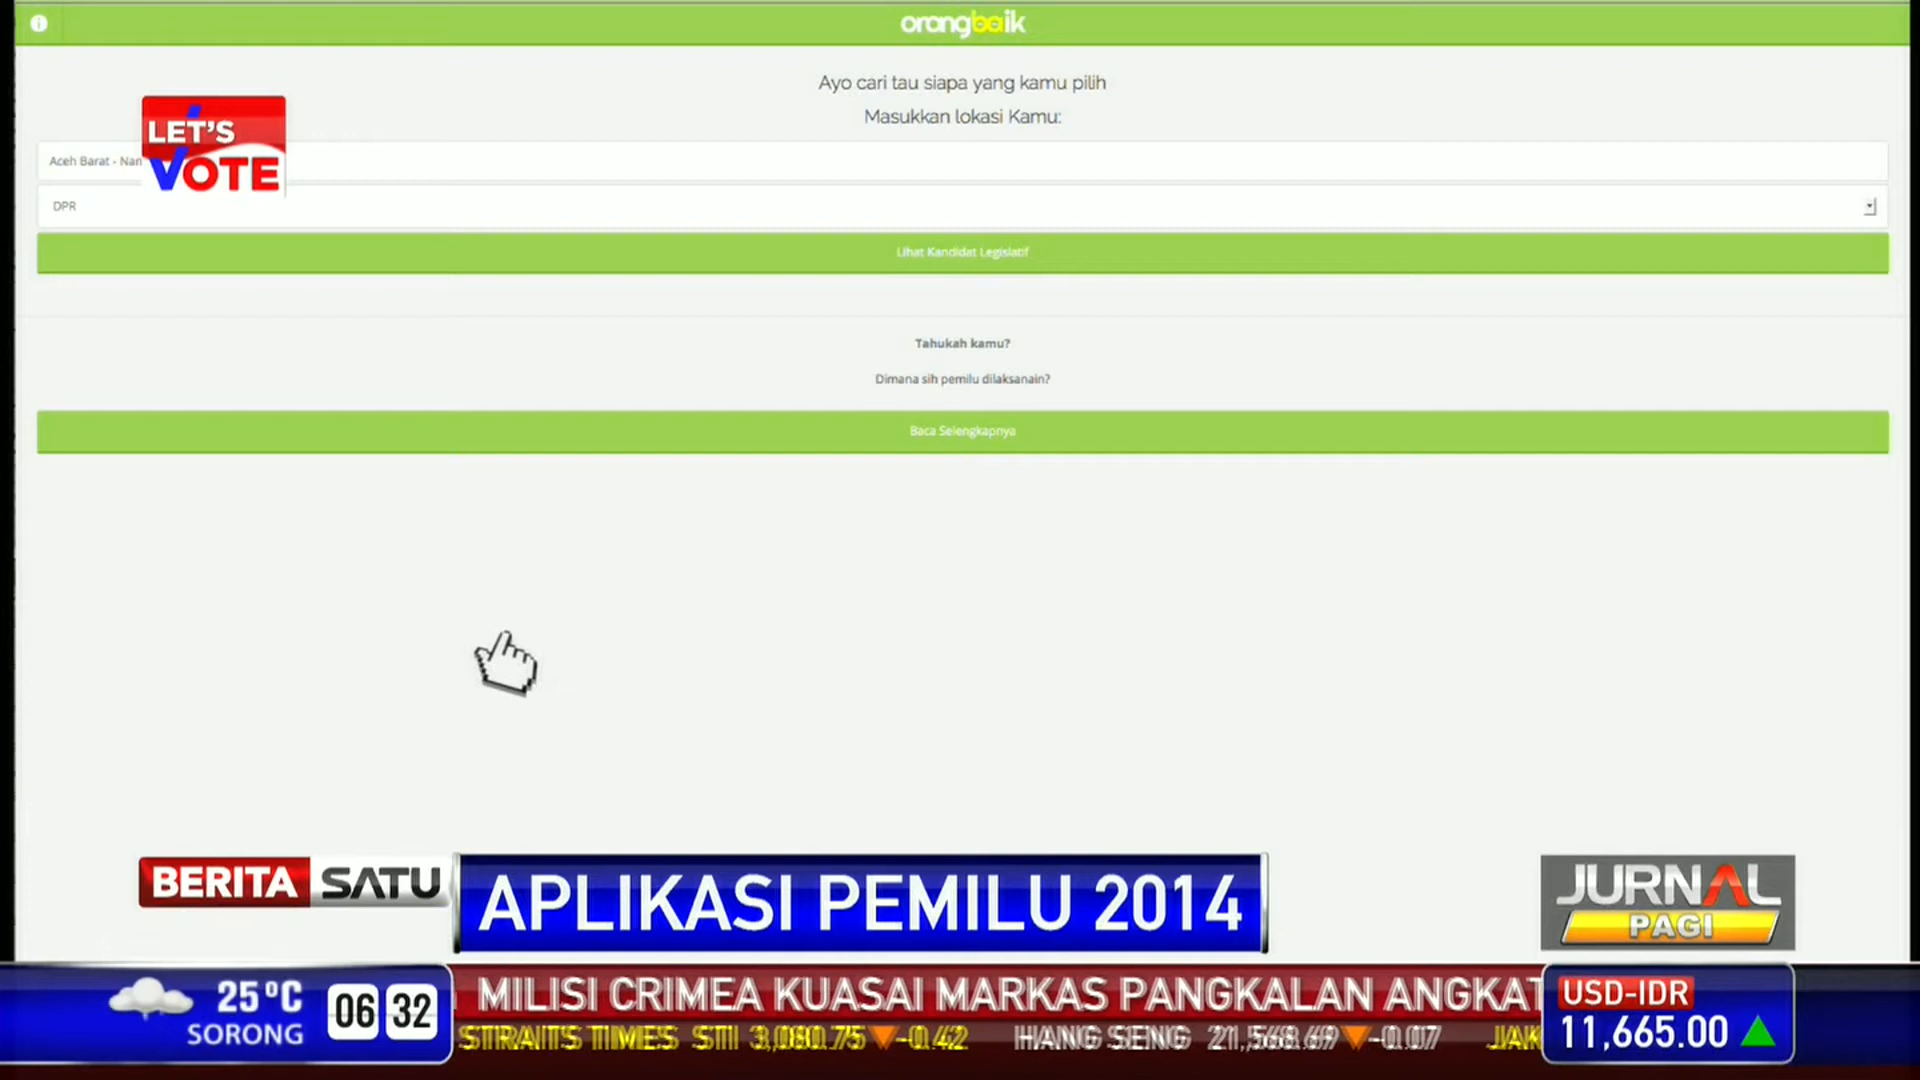 orangbaik
Ayo cari tau siapa yang kamu pilih
Masukkan lokasi Kamu:
LET'S
VOTE
Aceh Barat - Nam
DPR
Lihat Kandidat Legislatif
Tahukah kamu?
Dimana sih pemilu dilaksanain?
Baca Selengkapnya
BERITA SATU
APLIKASI PEMILU 2014
JURNAL
PAGI
25°C
SORONG
06 32
MILISI CRIMEA KUASAI MARKAS PANGKALAN ANGKAT
STRAITS TIMES STI 3,080.75 -0.42 HANG SENG 21,568.69 -0.07 JAK
USD-IDR
11,665.00